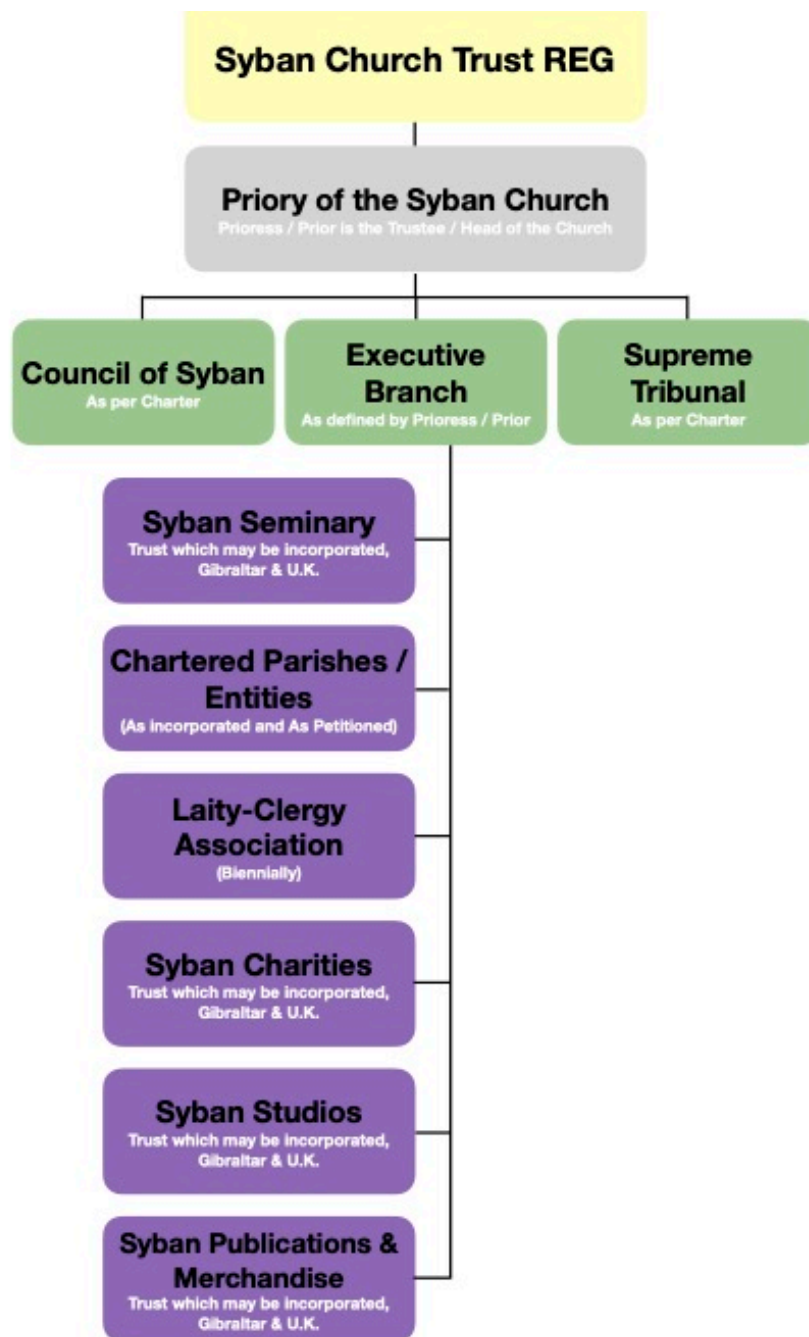 Syban Church Trust REG
Priory of the Syban Church
Prioress / Prior is the Trustee / Head of the Church
Council of Syban
As per Charter
Executive
Branch
As defined by Prioress / Prior
Supreme
Tribunal
As per Charter
Syban Seminary
Trust which may be incorporated,
Gibraltar & U.K.
Chartered Parishes /
Entities
(As incorporated and As Petitioned)
Laity-Clergy
Association
(Biennially)
Syban Charities
Trust which may be incorporated,
Gibraltar & U.K.
Syban Studios
Trust which may be incorporated,
Gibraltar & U.K.
Syban Publications &
Merchandise
Trust which may be incorporated,
Gibraltar & U.K.